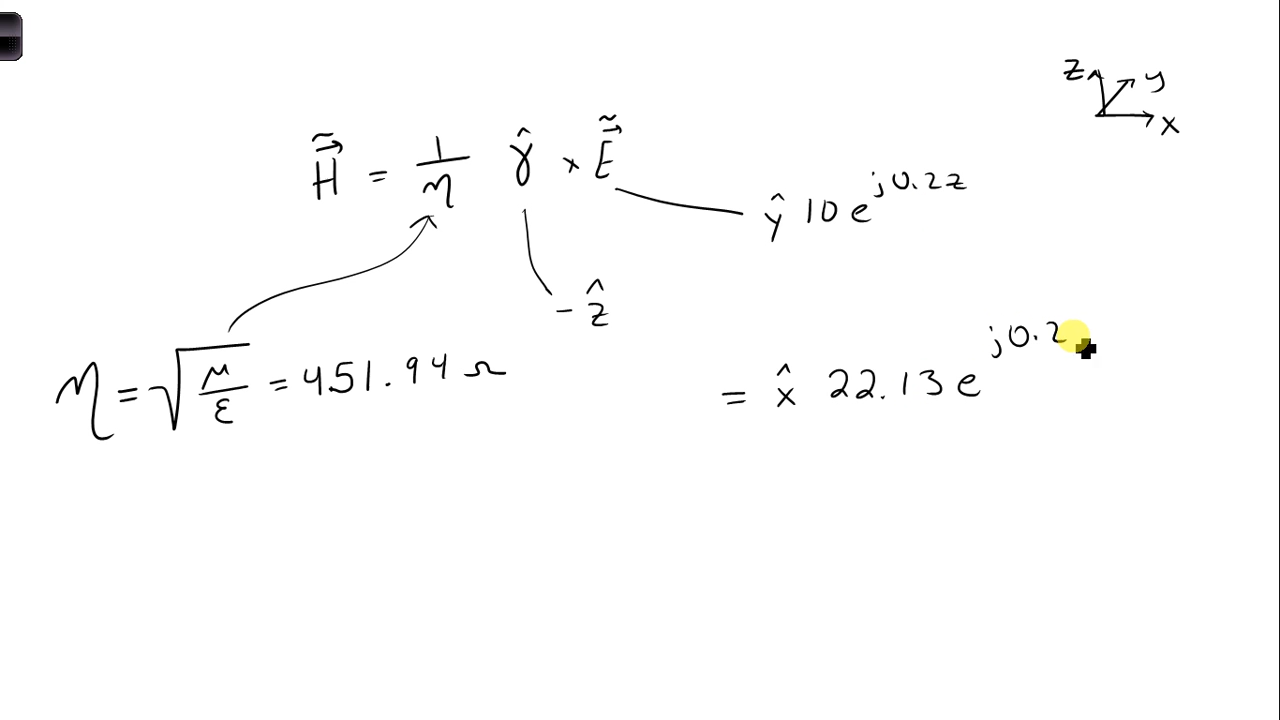 z y
x
H̃⃗ = 1/η γ̂ × Ẽ⃗
ŷ 10 e^{j0.2z}
-ẑ
η = √(μ/ε) = 451.94 Ω
= x̂ 22.13 e^{j0.2